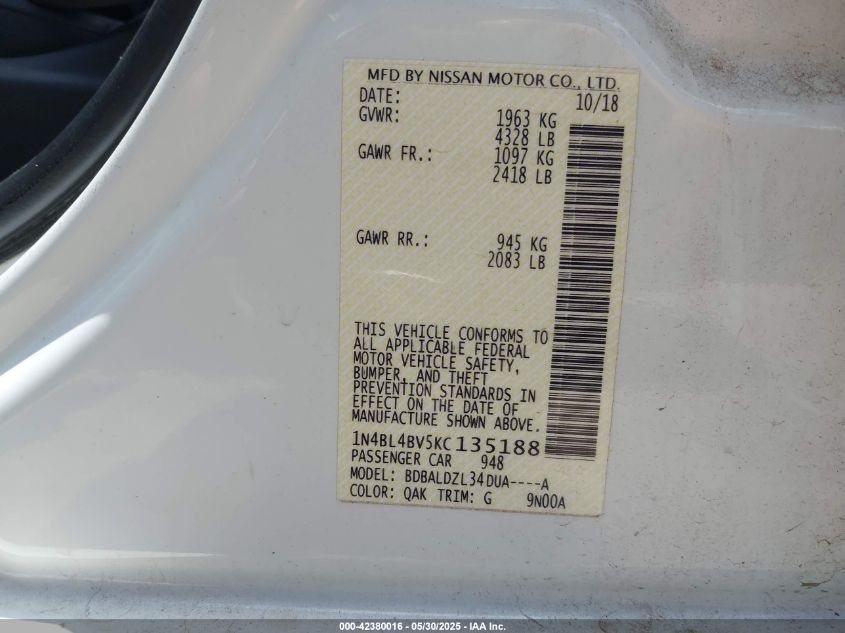 MFD BY NISSAN MOTOR CO., LTD.
DATE: 10/18
GVWR: 1963 KG
4328 LB
GAWR FR.: 1097 KG
2418 LB
GAWR RR.: 945 KG
2083 LB
THIS VEHICLE CONFORMS TO
ALL APPLICABLE FEDERAL
MOTOR VEHICLE SAFETY,
BUMPER, AND THEFT
PREVENTION STANDARDS IN
EFFECT ON THE DATE OF
MANUFACTURE SHOWN ABOVE.
1N4BL4BV5KC135188
PASSENGER CAR 948
MODEL: BDBALDZL34DUA----A
COLOR: QAK TRIM: G 9N00A
000-42380016 - 05/30/2025 - IAA Inc.